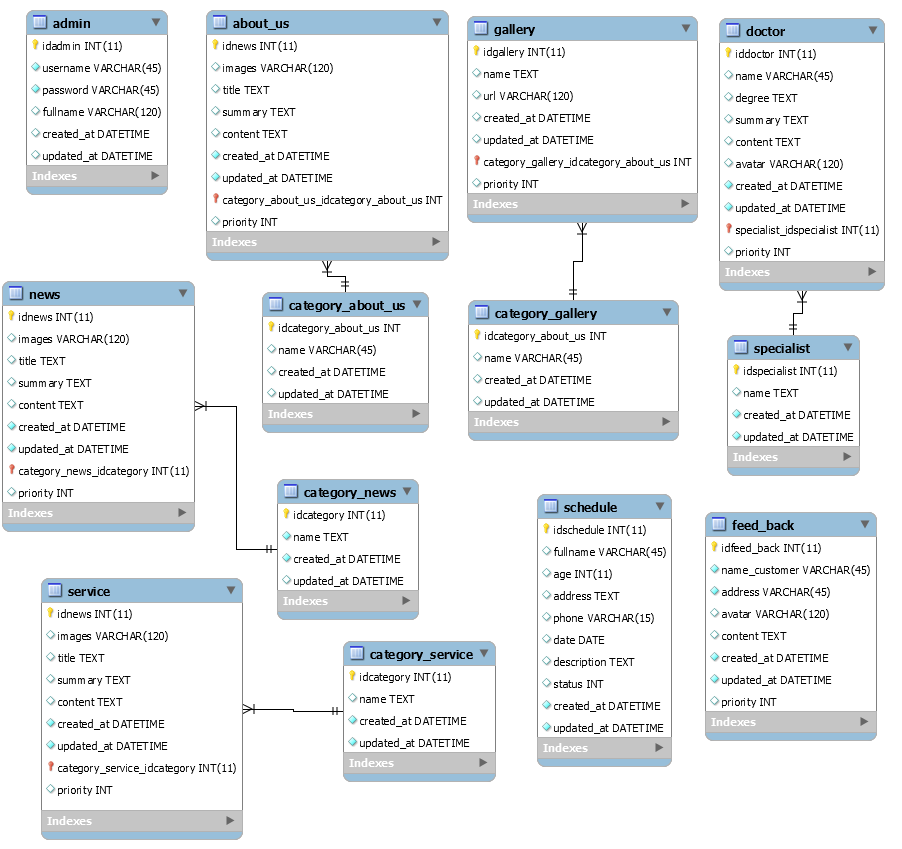 admin
idadmin INT(11)
username VARCHAR(45)
password VARCHAR(45)
fullname VARCHAR(120)
created_at DATETIME
updated_at DATETIME
Indexes
about_us
idnews INT(11)
images VARCHAR(120)
title TEXT
summary TEXT
content TEXT
created_at DATETIME
updated_at DATETIME
category_about_us_idcategory_about_us INT
priority INT
Indexes
gallery
idgallery INT(11)
name TEXT
url VARCHAR(120)
created_at DATETIME
updated_at DATETIME
category_gallery_idcategory_about_us INT
priority INT
Indexes
doctor
iddoctor INT(11)
name VARCHAR(45)
degree TEXT
summary TEXT
content TEXT
avatar VARCHAR(120)
created_at DATETIME
updated_at DATETIME
specialist_idspecialist INT(11)
priority INT
Indexes
news
idnews INT(11)
images VARCHAR(120)
title TEXT
summary TEXT
content TEXT
created_at DATETIME
updated_at DATETIME
category_news_idcategory INT(11)
priority INT
Indexes
category_about_us
idcategory_about_us INT
name VARCHAR(45)
created_at DATETIME
updated_at DATETIME
Indexes
category_gallery
idcategory_about_us INT
name VARCHAR(45)
created_at DATETIME
updated_at DATETIME
Indexes
specialist
idspecialist INT(11)
name TEXT
created_at DATETIME
updated_at DATETIME
Indexes
category_news
idcategory INT(11)
name TEXT
created_at DATETIME
updated_at DATETIME
Indexes
schedule
idschedule INT(11)
fullname VARCHAR(45)
age INT(11)
address TEXT
phone VARCHAR(15)
date DATE
description TEXT
status INT
created_at DATETIME
updated_at DATETIME
Indexes
feed_back
idfeed_back INT(11)
name_customer VARCHAR(45)
address VARCHAR(45)
avatar VARCHAR(120)
content TEXT
created_at DATETIME
updated_at DATETIME
priority INT
Indexes
service
idnews INT(11)
images VARCHAR(120)
title TEXT
summary TEXT
content TEXT
created_at DATETIME
updated_at DATETIME
category_service_idcategory INT(11)
priority INT
Indexes
category_service
idcategory INT(11)
name TEXT
created_at DATETIME
updated_at DATETIME
Indexes